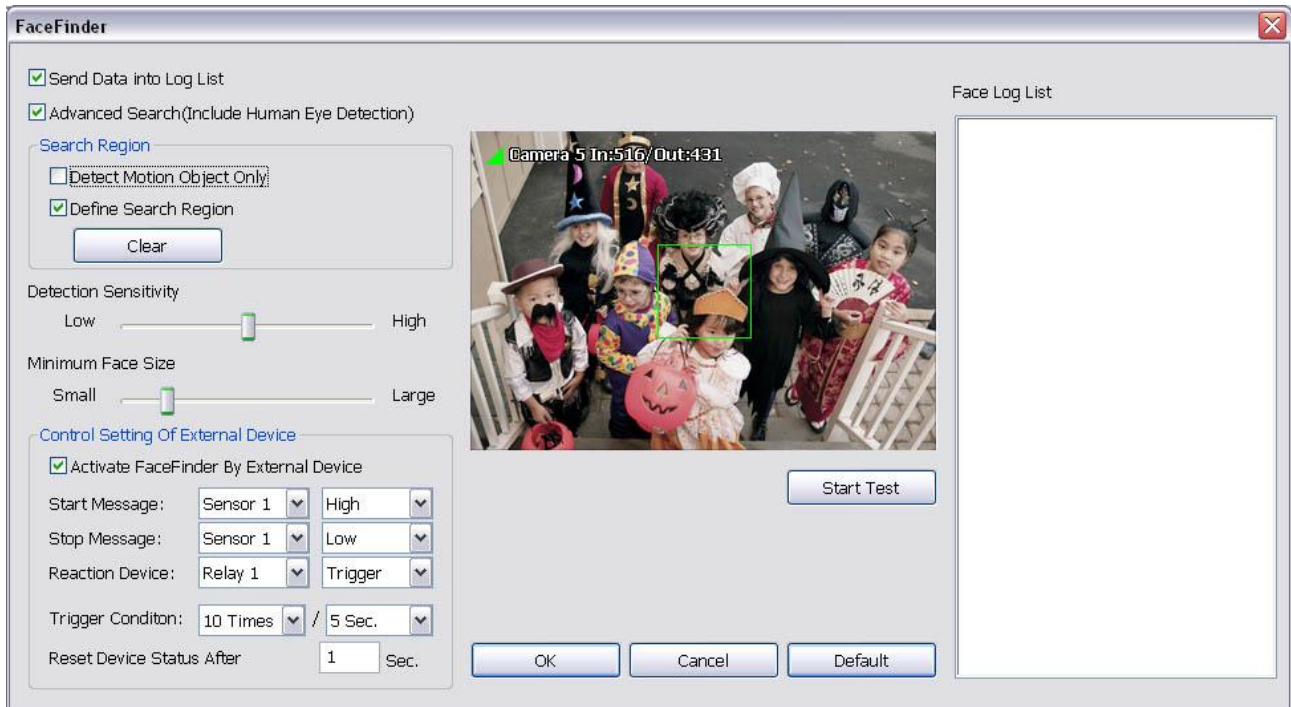 FaceFinder
Send Data into Log List
Advanced Search(Include Human Eye Detection)
Search Region
Detect Motion Object Only
Define Search Region
Clear
Detection Sensitivity
Low High
Minimum Face Size
Small Large
Control Setting Of External Device
Activate FaceFinder By External Device
Start Message: Sensor 1 High
Stop Message: Sensor 1 Low
Reaction Device: Relay 1 Trigger
Trigger Conditon: 10 Times / 5 Sec.
Reset Device Status After 1 Sec.
Camera 5 In:516/Out:431
Start Test
OK Cancel Default
Face Log List